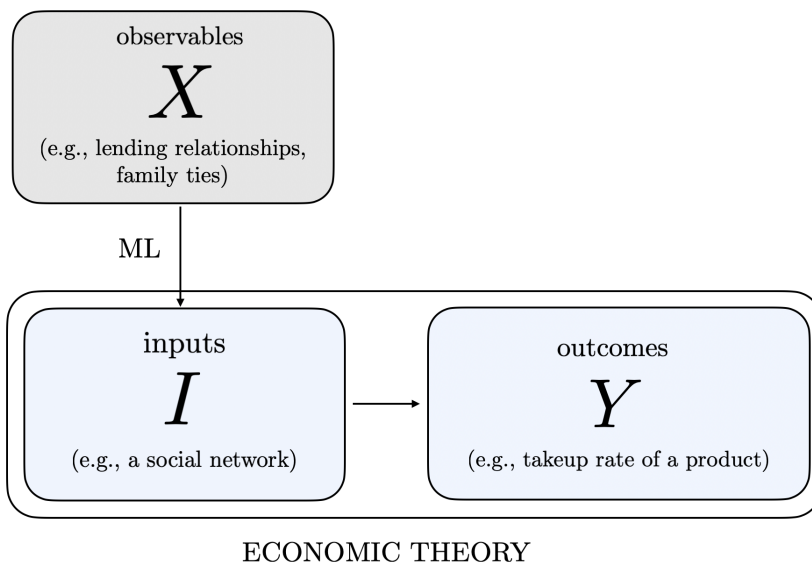 observables
X
(e.g., lending relationships,
family ties)
ML
inputs
I
(e.g., a social network)
outcomes
Y
(e.g., takeup rate of a product)
ECONOMIC THEORY